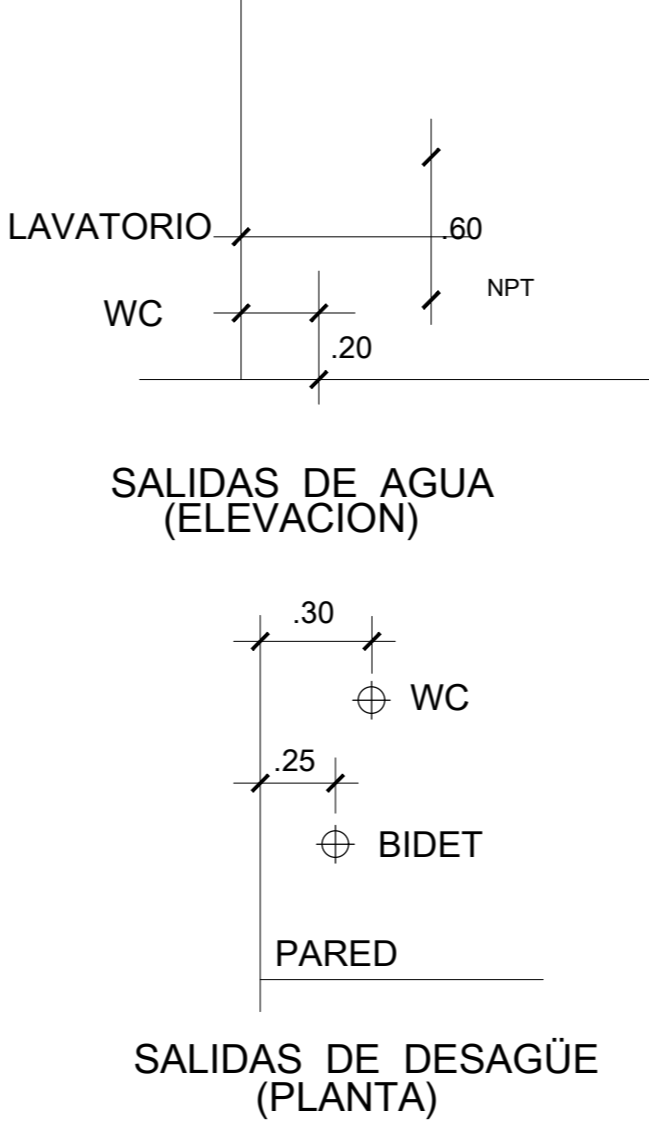 LAVATORIO
.60
NPT
WC
.20
SALIDAS DE AGUA
(ELEVACION)
.30
WC
.25
BIDET
PARED
SALIDAS DE DESAGÜE
(PLANTA)